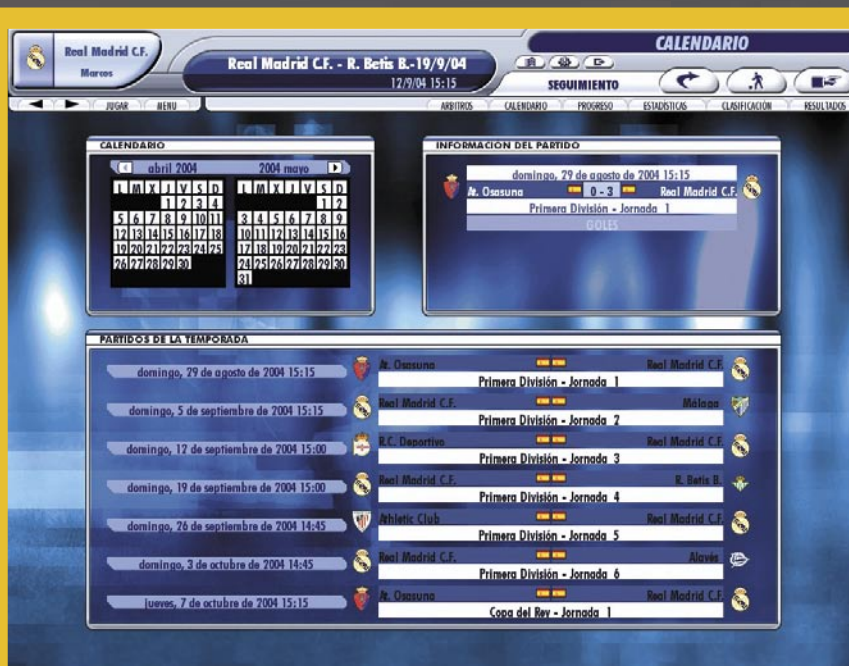 Real Madrid C.F.
Marcos
Real Madrid C.F. - R. Betis B.-19/9/04
12/9/04 15:15
CALENDARIO
SEGUIMIENTO
JUGAR MENU
ARBITROS CALENDARIO PROGRESO ESTADÍSTICAS CLASIFICACIÓN RESULTADOS
CALENDARIO
abril 2004 2004 mayo
L M X J V S D L M X J V S D
1 2 3 4 1 2
5 6 7 8 9 10 11 3 4 5 6 7 8 9
12 13 14 15 16 17 18 10 11 12 13 14 15 16
19 20 21 22 23 24 25 17 18 19 20 21 22 23
26 27 28 29 30 24 25 26 27 28 29 30
31
INFORMACIÓN DEL PARTIDO
domingo, 29 de agosto de 2004 15:15
At. Osasuna 0 - 3 Real Madrid C.F.
Primera División - Jornada 1
GOLES
PARTIDOS DE LA TEMPORADA
domingo, 29 de agosto de 2004 15:15 At. Osasuna Real Madrid C.F.
Primera División - Jornada 1
domingo, 5 de septiembre de 2004 15:15 Real Madrid C.F. Málaga
Primera División - Jornada 2
domingo, 12 de septiembre de 2004 15:00 R.C. Deportivo Real Madrid C.F.
Primera División - Jornada 3
domingo, 19 de septiembre de 2004 15:00 Real Madrid C.F. R. Betis B.
Primera División - Jornada 4
domingo, 26 de septiembre de 2004 14:45 Athletic Club Real Madrid C.F.
Primera División - Jornada 5
domingo, 3 de octubre de 2004 14:45 Real Madrid C.F. Alavés
Primera División - Jornada 6
jueves, 7 de octubre de 2004 15:15 At. Osasuna Real Madrid C.F.
Copa del Rey - Jornada 1